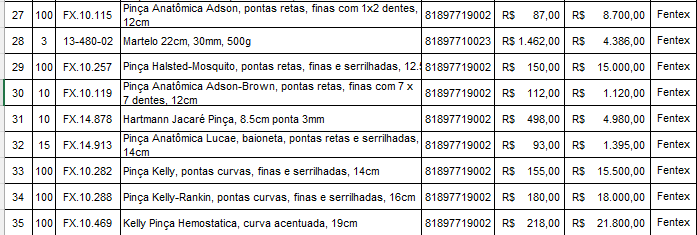 27 100 FX.10.115 Pinça Anatômica Adson, pontas retas, finas com 1x2 dentes, 12cm 81897719002 R$ 87,00 R$ 8.700,00 Fentex
28 3 13-480-02 Martelo 22cm, 30mm, 500g 81897710023 R$ 1.462,00 R$ 4.386,00 Fentex
29 100 FX.10.257 Pinça Halsted-Mosquito, pontas retas, finas e serrilhadas, 12.5 81897719002 R$ 150,00 R$ 15.000,00 Fentex
30 10 FX.10.119 Pinça Anatômica Adson-Brown, pontas retas, finas com 7 x 7 dentes, 12cm 81897719002 R$ 112,00 R$ 1.120,00 Fentex
31 10 FX.14.878 Hartmann Jacaré Pinça, 8.5cm ponta 3mm 81897719002 R$ 498,00 R$ 4.980,00 Fentex
32 15 FX.14.913 Pinça Anatômica Lucae, baioneta, pontas retas e serrilhadas, 14cm 81897719002 R$ 93,00 R$ 1.395,00 Fentex
33 100 FX.10.282 Pinça Kelly, pontas curvas, finas e serrilhadas, 14cm 81897719002 R$ 155,00 R$ 15.500,00 Fentex
34 100 FX.10.288 Pinça Kelly-Rankin, pontas curvas, finas e serrilhadas, 16cm 81897719002 R$ 180,00 R$ 18.000,00 Fentex
35 100 FX.10.469 Kelly Pinça Hemostatica, curva acentuada, 19cm 81897719002 R$ 218,00 R$ 21.800,00 Fentex